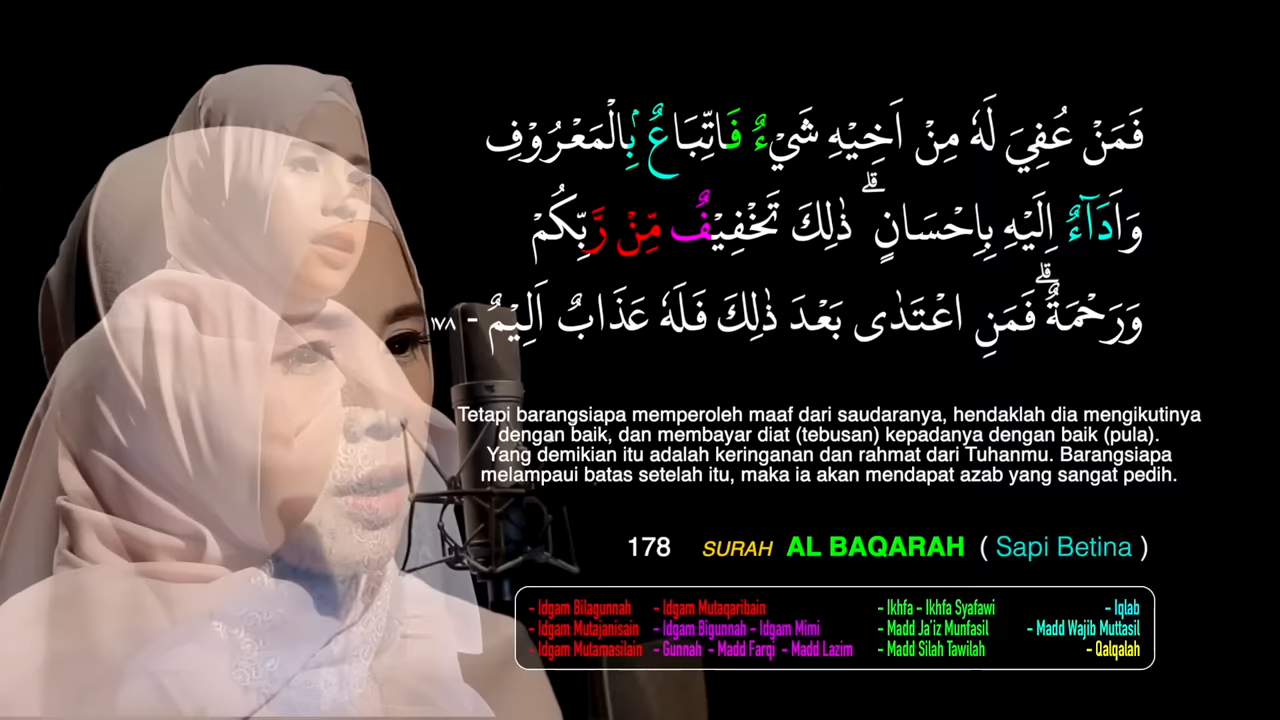 فَمَنْ عُفِيَ لَهٗ مِنْ اَخِيْهِ شَيْءٌ فَاتِّبَاعٌۢ بِالْمَعْرُوْفِ
وَاَدَاۤءٌ اِلَيْهِ بِاِحْسَانٍ ۗ ذٰلِكَ تَخْفِيْفٌ مِّنْ رَّبِّكُمْ
وَرَحْمَةٌ ۗفَمَنِ اعْتَدٰى بَعْدَ ذٰلِكَ فَلَهٗ عَذَابٌ اَلِيْمٌ - ١٧٨
Tetapi barangsiapa memperoleh maaf dari saudaranya, hendaklah dia mengikutinya
dengan baik, dan membayar diat (tebusan) kepadanya dengan baik (pula).
Yang demikian itu adalah keringanan dan rahmat dari Tuhanmu. Barangsiapa
melampaui batas setelah itu, maka ia akan mendapat azab yang sangat pedih.
178 SURAH AL BAQARAH ( Sapi Betina )
- Idgam Bilagunnah - Idgam Mutaqaribain - Ikhfa - Ikhfa Syafawi - Iqlab
- Idgam Mutajanisain - Idgam Bigunnah - Idgam Mimi - Madd Ja'iz Munfasil - Madd Wajib Muttasil
- Idgam Mutamasilain - Gunnah - Madd Farqi - Madd Lazim - Madd Silah Tawilah - Qalqalah